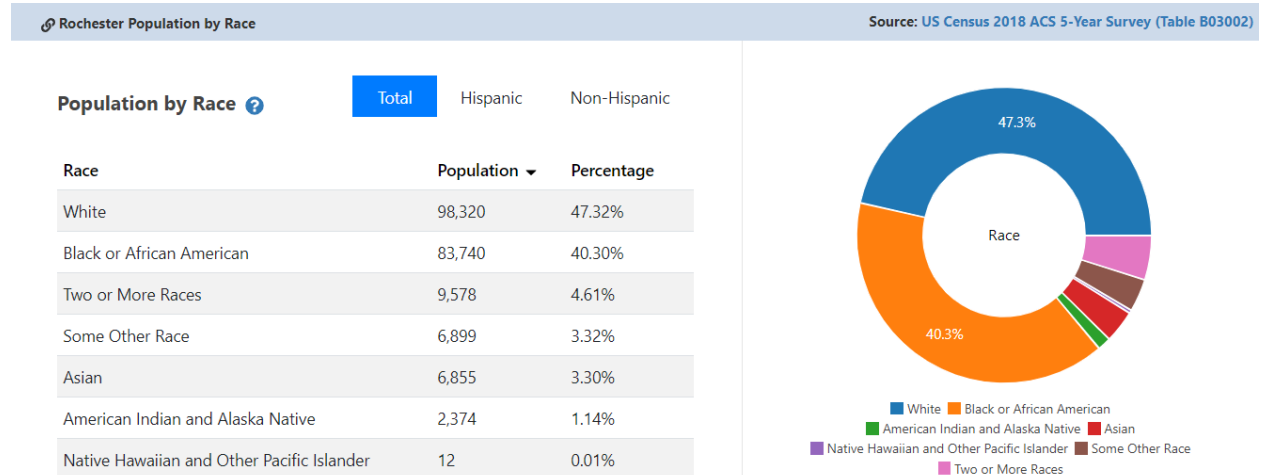 Rochester Population by Race
Source: US Census 2018 ACS 5-Year Survey (Table B03002)
Population by Race ?
Total Hispanic Non-Hispanic
Race Population Percentage
White 98,320 47.32%
Black or African American 83,740 40.30%
Two or More Races 9,578 4.61%
Some Other Race 6,899 3.32%
Asian 6,855 3.30%
American Indian and Alaska Native 2,374 1.14%
Native Hawaiian and Other Pacific Islander 12 0.01%
47.3%
Race
40.3%
White Black or African American
American Indian and Alaska Native Asian
Native Hawaiian and Other Pacific Islander Some Other Race
Two or More Races